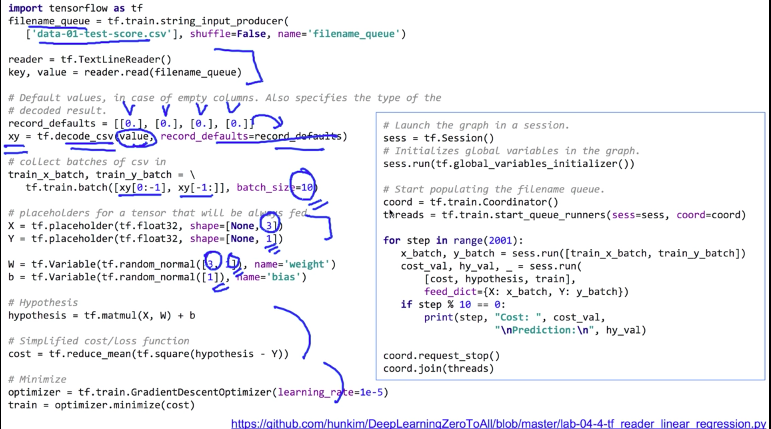 import tensorflow as tf
filename_queue = tf.train.string_input_producer(
['data-01-test-score.csv'], shuffle=False, name='filename_queue')
reader = tf.TextLineReader()
key, value = reader.read(filename_queue)
# Default values, in case of empty columns. Also specifies the type of the
# decoded result.
record_defaults = [[0.], [0.], [0.], [0.]]
xy = tf.decode_csv(value, record_defaults=record_defaults)
# collect batches of csv in
train_x_batch, train_y_batch = \
tf.train.batch([xy[0:-1], xy[-1:]], batch_size=10)
# placeholders for a tensor that will be always fed.
X = tf.placeholder(tf.float32, shape=[None, 3])
Y = tf.placeholder(tf.float32, shape=[None, 1])
W = tf.Variable(tf.random_normal([3, 1]), name='weight')
b = tf.Variable(tf.random_normal([1]), name='bias')
# Hypothesis
hypothesis = tf.matmul(X, W) + b
# Simplified cost/Loss function
cost = tf.reduce_mean(tf.square(hypothesis - Y))
# Minimize
optimizer = tf.train.GradientDescentOptimizer(learning_rate=1e-5)
train = optimizer.minimize(cost)
# Launch the graph in a session.
sess = tf.Session()
# Initializes global variables in the graph.
sess.run(tf.global_variables_initializer())
# Start populating the filename queue.
coord = tf.train.Coordinator()
threads = tf.train.start_queue_runners(sess=sess, coord=coord)
for step in range(2001):
x_batch, y_batch = sess.run([train_x_batch, train_y_batch])
cost_val, hy_val, _ = sess.run(
[cost, hypothesis, train],
feed_dict={X: x_batch, Y: y_batch})
if step % 10 == 0:
print(step, "Cost: ", cost_val,
"\nPrediction:\n", hy_val)
coord.request_stop()
coord.join(threads)
https://github.com/hunkim/DeepLearningZeroToAll/blob/master/lab-04-4-tf_reader_linear_regression.py